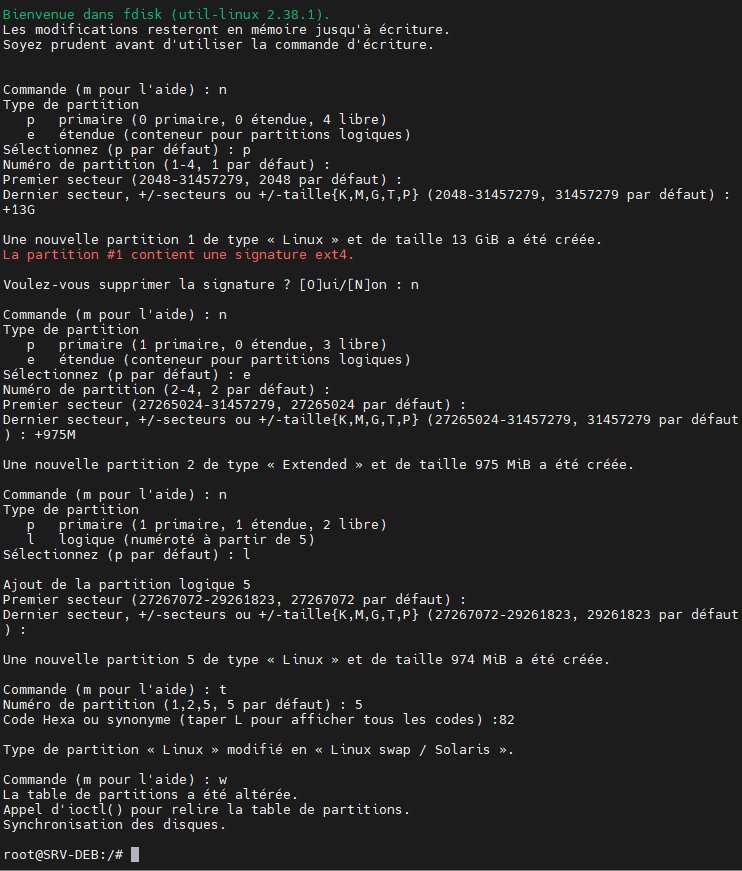 Bienvenue dans fdisk (util-linux 2.38.1).
Les modifications resteront en mémoire jusqu'à écriture.
Soyez prudent avant d'utiliser la commande d'écriture.
Commande (m pour l'aide) : n
Type de partition
p primaire (0 primaire, 0 étendue, 4 libre)
e étendue (conteneur pour partitions logiques)
Sélectionnez (p par défaut) : p
Numéro de partition (1-4, 1 par défaut) :
Premier secteur (2048-31457279, 2048 par défaut) :
Dernier secteur, +/-secteurs ou +/-taille{K,M,G,T,P} (2048-31457279, 31457279 par défaut) :
+13G
Une nouvelle partition 1 de type « Linux » et de taille 13 GiB a été créée.
La partition #1 contient une signature ext4.
Voulez-vous supprimer la signature ? [O]ui/[N]on : n
Commande (m pour l'aide) : n
Type de partition
p primaire (1 primaire, 0 étendue, 3 libre)
e étendue (conteneur pour partitions logiques)
Sélectionnez (p par défaut) : e
Numéro de partition (2-4, 2 par défaut) :
Premier secteur (27265024-31457279, 27265024 par défaut) :
Dernier secteur, +/-secteurs ou +/-taille{K,M,G,T,P} (27265024-31457279, 31457279 par défaut
) : +975M
Une nouvelle partition 2 de type « Extended » et de taille 975 MiB a été créée.
Commande (m pour l'aide) : n
Type de partition
p primaire (1 primaire, 1 étendue, 2 libre)
l logique (numéroté à partir de 5)
Sélectionnez (p par défaut) : l
Ajout de la partition logique 5
Premier secteur (27267072-29261823, 27267072 par défaut) :
Dernier secteur, +/-secteurs ou +/-taille{K,M,G,T,P} (27267072-29261823, 29261823 par défaut
) :
Une nouvelle partition 5 de type « Linux » et de taille 974 MiB a été créée.
Commande (m pour l'aide) : t
Numéro de partition (1,2,5, 5 par défaut) : 5
Code Hexa ou synonyme (taper L pour afficher tous les codes) :82
Type de partition « Linux » modifié en « Linux swap / Solaris ».
Commande (m pour l'aide) : w
La table de partitions a été altérée.
Appel d'ioctl() pour relire la table de partitions.
Synchronisation des disques.
root@SRV-DEB:/#